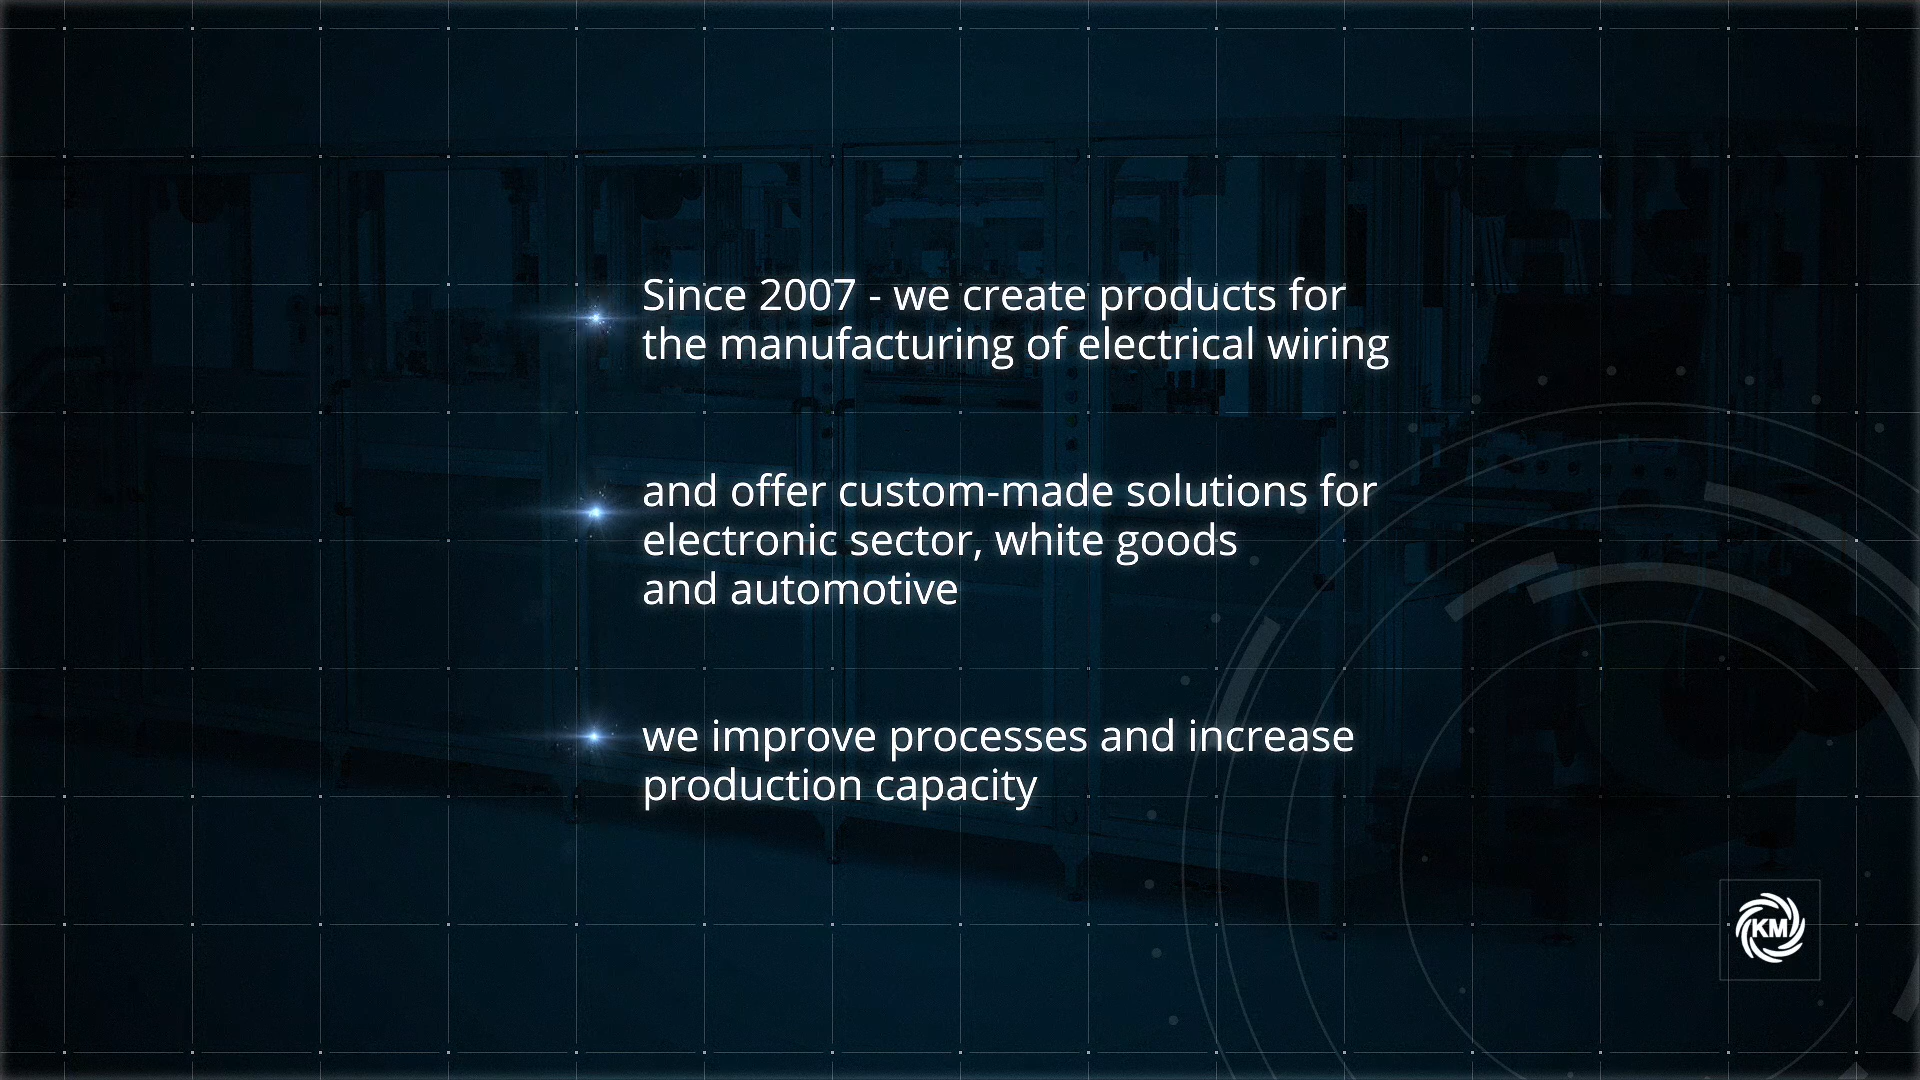 Since 2007 - we create products for
the manufacturing of electrical wiring
and offer custom-made solutions for
electronic sector, white goods
and automotive
we improve processes and increase
production capacity
KM